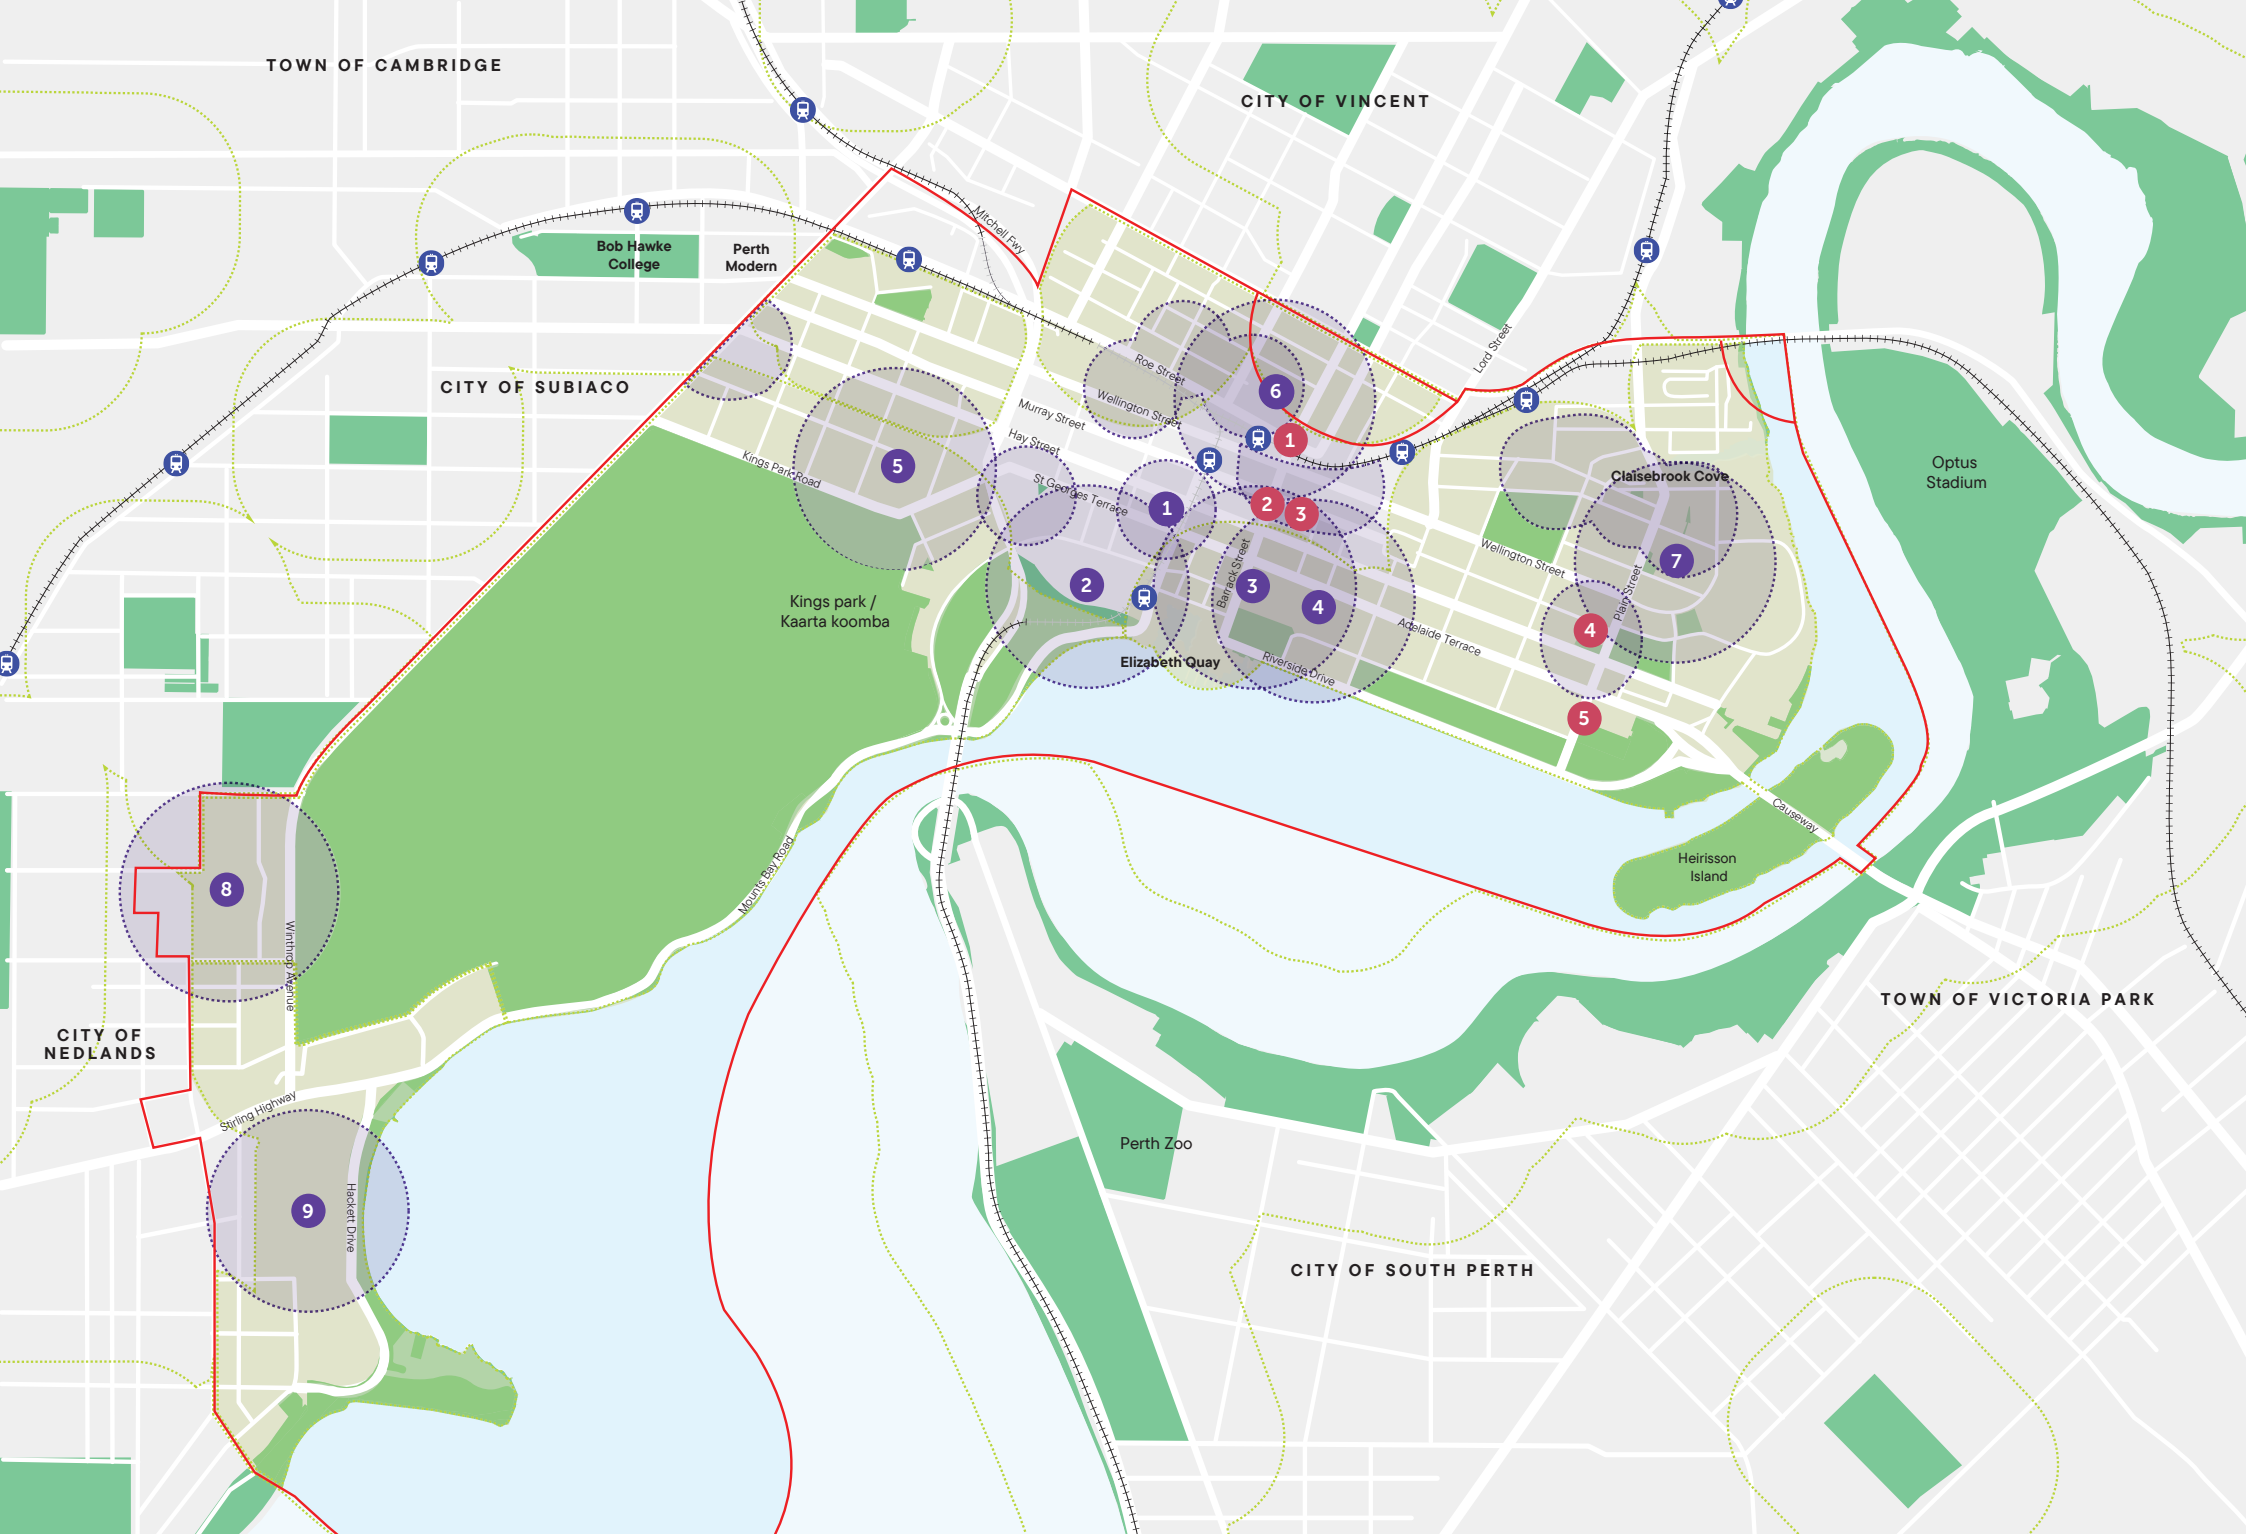 TOWN OF CAMBRIDGE
CITY OF VINCENT
Mitchell Fwy
Bob Hawke
College
Perth
Modern
Lord Street
Roe Street
CITY OF SUBIACO
6
Wellington Stree
Murray Street
1
Hay Street
Kings Park Road
5
Optus
Stadium
Claisebrook Cove
St Georges Terrace
1
2
3
Wellington Street
7
Barrack Street
2
3
4
Plain Street
Kings park /
Kaarta koomba
4
Adelaide Terrace
Elizabeth Quay
Riverside Drive
5
Causeway
Mounts Bay Road
Heirisson
Island
8
Winthrop Avenue
TOWN OF VICTORIA PARK
CITY OF
NEDLANDS
Stirling Highway
Perth Zoo
9
Hackett Drive
CITY OF SOUTH PERTH